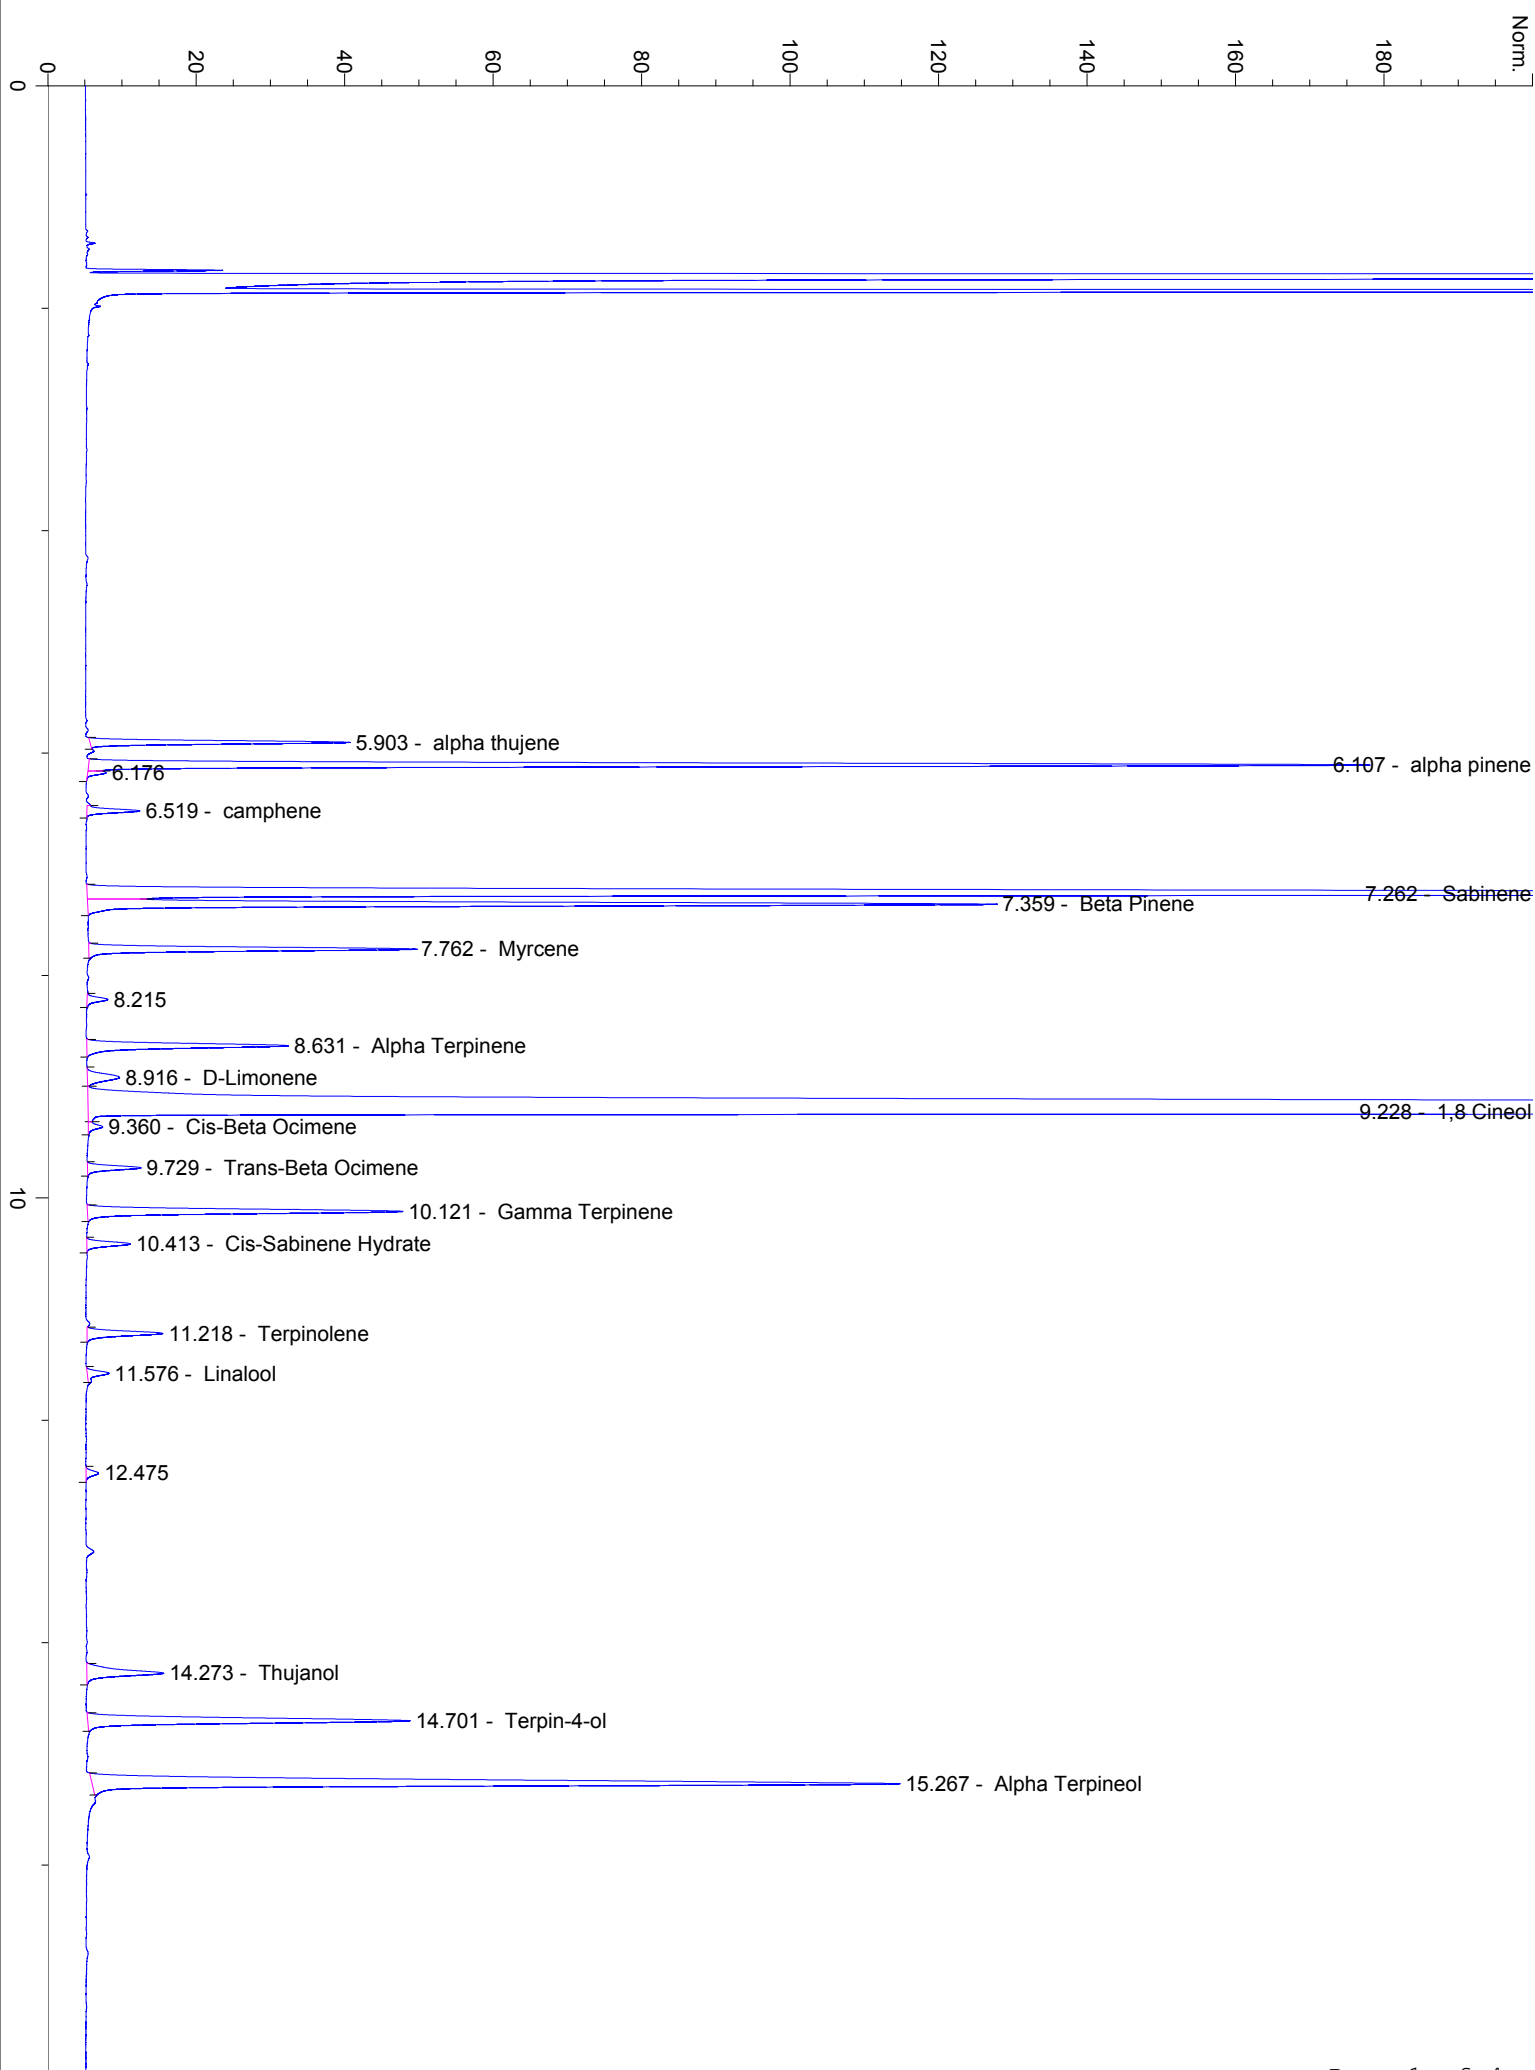 Norm.
0
20
40
60
80
100
120
140
160
180
0
5.903 - alpha thujene
6.107 - alpha pinene
6.176
6.519 - camphene
7.262 - Sabinene
7.359 - Beta Pinene
7.762 - Myrcene
8.215
8.631 - Alpha Terpinene
8.916 - D-Limonene
9.228 - 1,8 Cineol
9.360 - Cis-Beta Ocimene
9.729 - Trans-Beta Ocimene
10
10.121 - Gamma Terpinene
10.413 - Cis-Sabinene Hydrate
11.218 - Terpinolene
11.576 - Linalool
12.475
14.273 - Thujanol
14.701 - Terpin-4-ol
15.267 - Alpha Terpineol